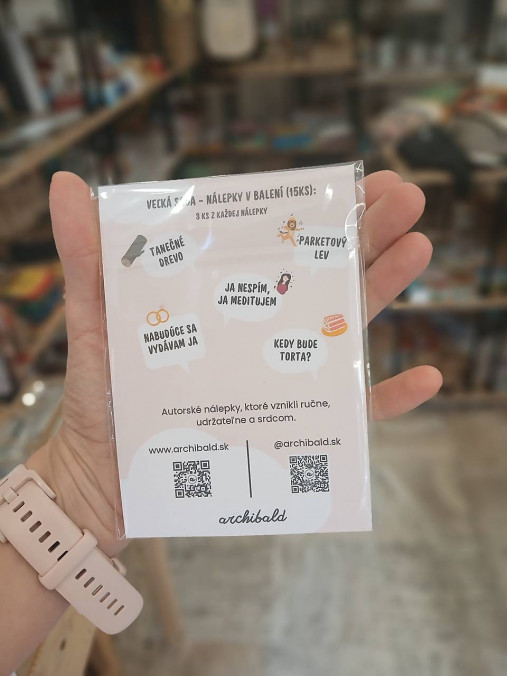 VEĽKÁ SADA - NÁLEPKY V BALENÍ (15KS):
3 KS Z KAŽDEJ NÁLEPKY
TANEČNÉ
DREVO
PARKETOVÝ
LEV
JA NESPÍM,
JA MEDITUJEM
NABUDÚCE SA
VYDÁVAM JA
KEDY BUDE
TORTA?
Autorské nálepky, ktoré vznikli ručne,
udržateľne a srdcom.
www.archibald.sk
@archibald.sk
archibald